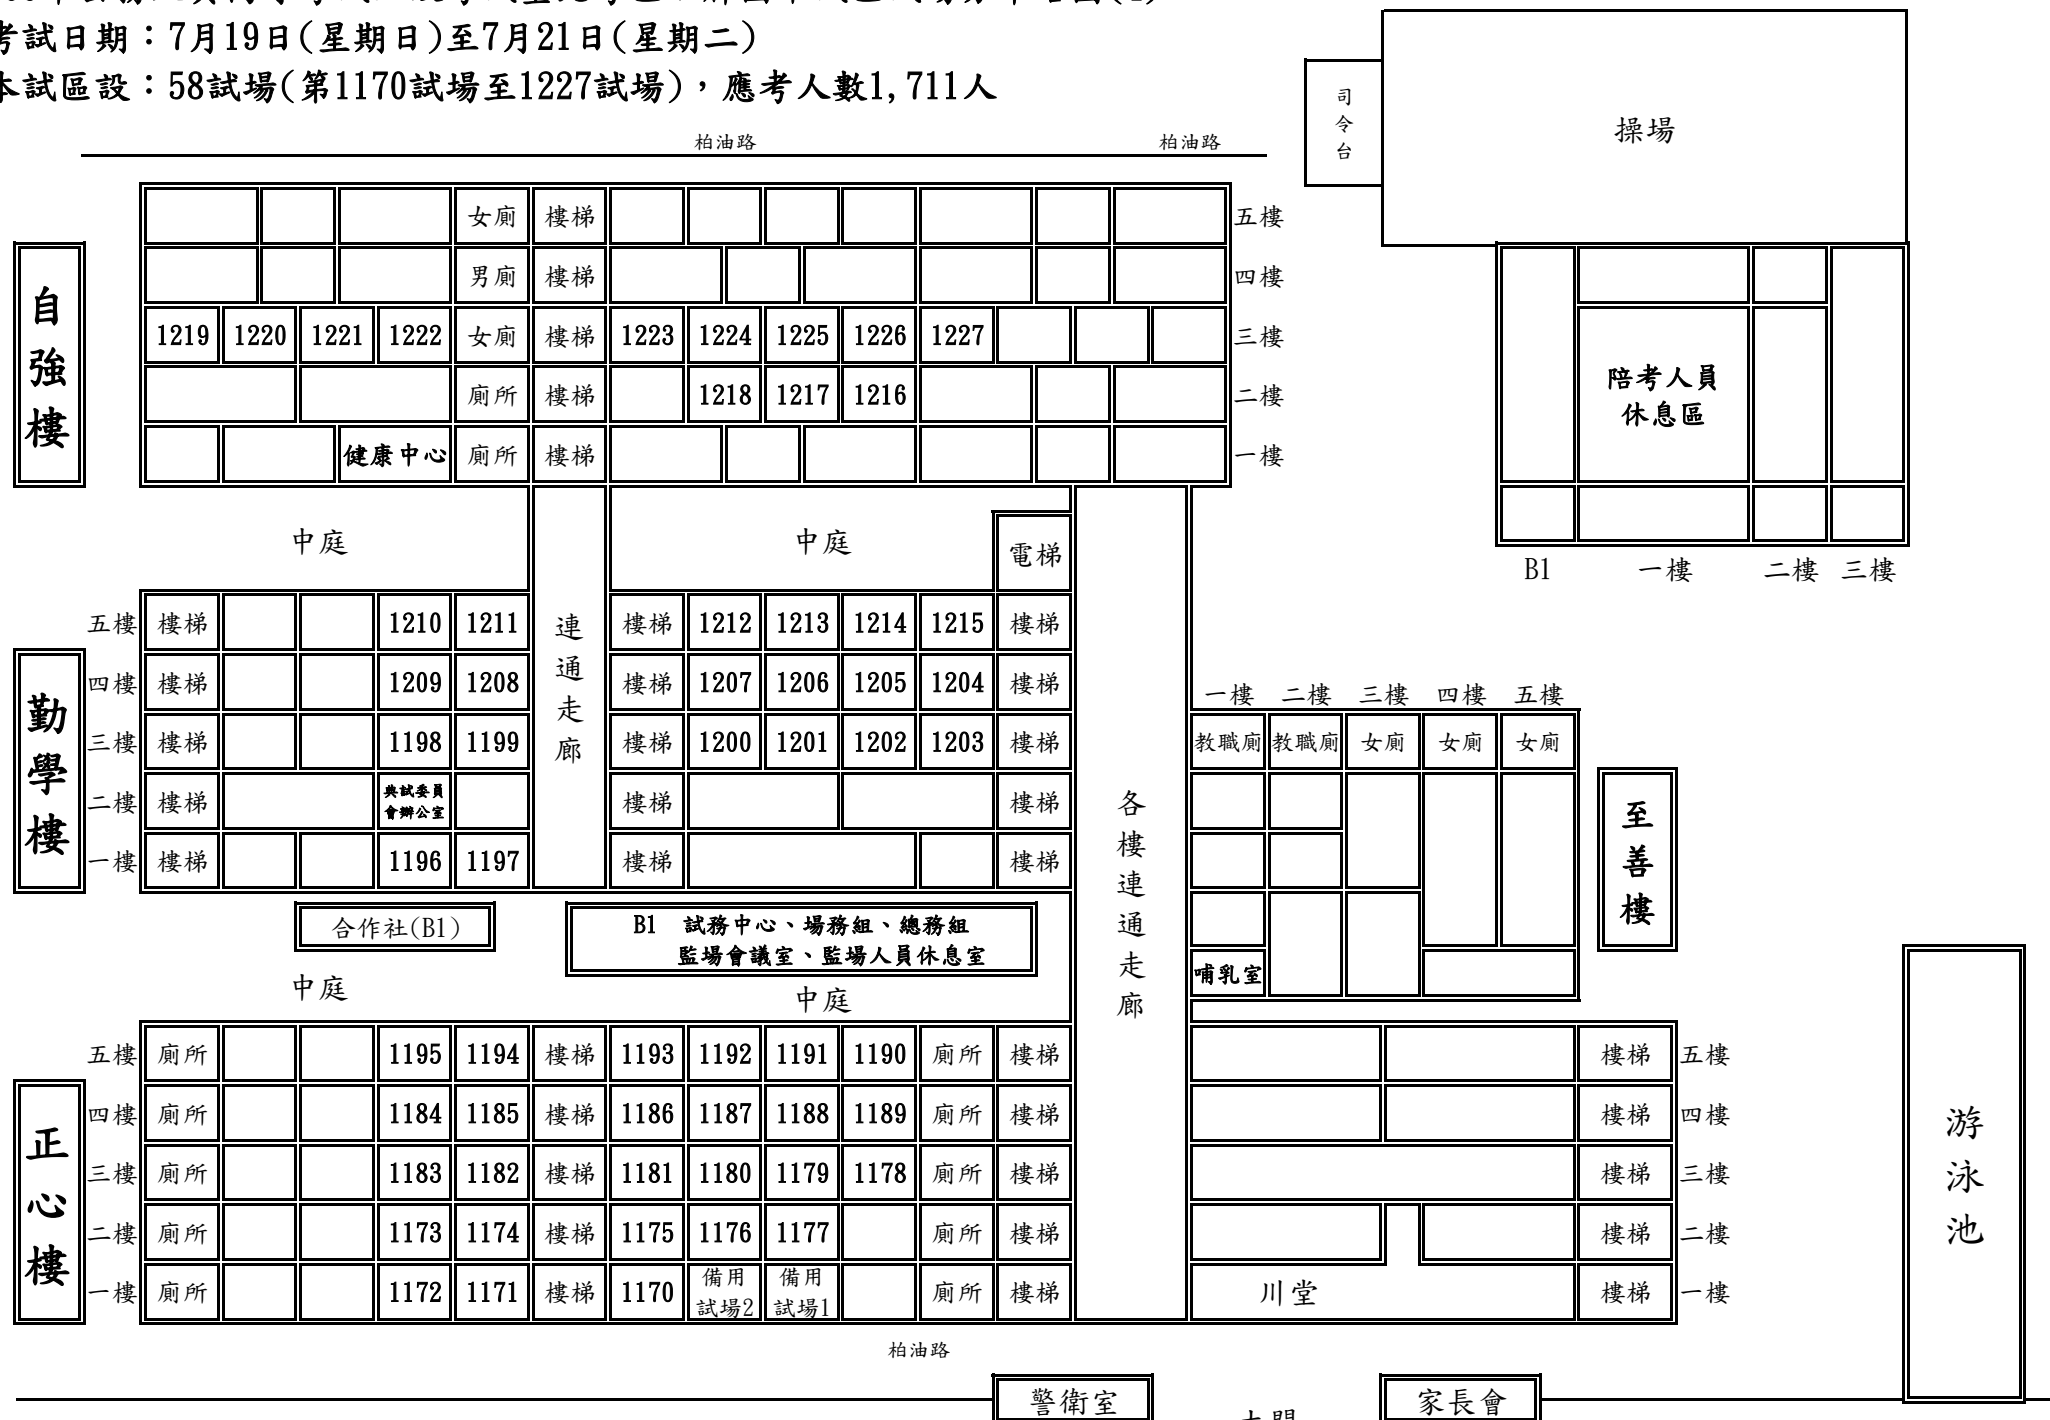 考試日期：7月19日(星期日)至7月21日(星期二)
本試區設：58試場(第1170試場至1227試場)，應考人數1,711人
柏油路 柏油路
司令台
操場
自強樓
女廁 樓梯 五樓
男廁 樓梯 四樓
1219 1220 1221 1222 女廁 樓梯 1223 1224 1225 1226 1227 三樓
廁所 樓梯 1218 1217 1216 二樓
健康中心 廁所 樓梯 一樓
陪考人員
休息區
B1 一樓 二樓 三樓
中庭 中庭 電梯
勤學樓
連通走廊
五樓 樓梯 1210 1211 樓梯 1212 1213 1214 1215 樓梯
四樓 樓梯 1209 1208 樓梯 1207 1206 1205 1204 樓梯
三樓 樓梯 1198 1199 樓梯 1200 1201 1202 1203 樓梯
二樓 樓梯 典試委員 樓梯 樓梯
會辦公室
一樓 樓梯 1196 1197 樓梯 樓梯
各樓連通走廊
一樓 二樓 三樓 四樓 五樓
教職廁 教職廁 女廁 女廁 女廁
哺乳室
至善樓
合作社(B1)
B1 試務中心、場務組、總務組
監場會議室、監場人員休息室
中庭 中庭
正心樓
五樓 廁所 1195 1194 樓梯 1193 1192 1191 1190 廁所 樓梯 樓梯 五樓
四樓 廁所 1184 1185 樓梯 1186 1187 1188 1189 廁所 樓梯 樓梯 四樓
三樓 廁所 1183 1182 樓梯 1181 1180 1179 1178 廁所 樓梯 樓梯 三樓
二樓 廁所 1173 1174 樓梯 1175 1176 1177 廁所 樓梯 樓梯 二樓
一樓 廁所 1172 1171 樓梯 1170 備用試場2 備用試場1 廁所 樓梯 川堂 樓梯 一樓
游泳池
柏油路
警衛室 家長會